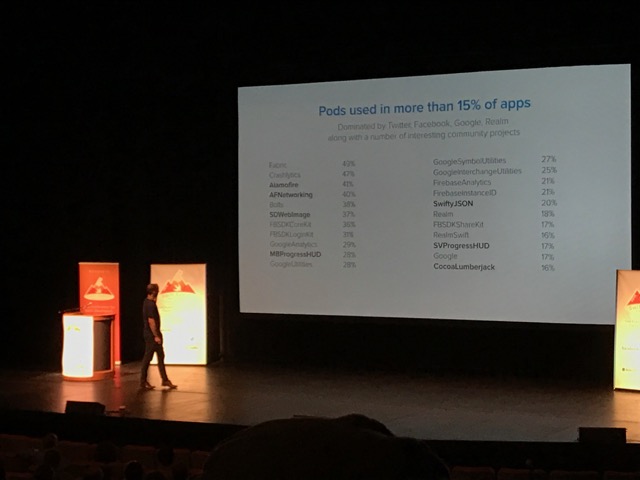 Pods used in more than 15% of apps
Dominated by Twitter, Facebook, Google, Realm
along with a number of interesting community projects
Fabric 49%
Crashlytics 47%
Alamofire 41%
AFNetworking 40%
Bolts 38%
SDWebImage 37%
FBSDKCoreKit 36%
FBSDKLoginKit 31%
GoogleAnalytics 29%
MBProgressHUD 28%
GoogleUtilities 28%
GoogleSymbolUtilities 27%
GoogleInterchangeUtilities 25%
FirebaseAnalytics 21%
FirebaseInstanceID 21%
SwiftyJSON 20%
Realm 18%
FBSDKShareKit 17%
RealmSwift
SVProgressHUD 17%
Google 17%
CocoaLumberjack 16%